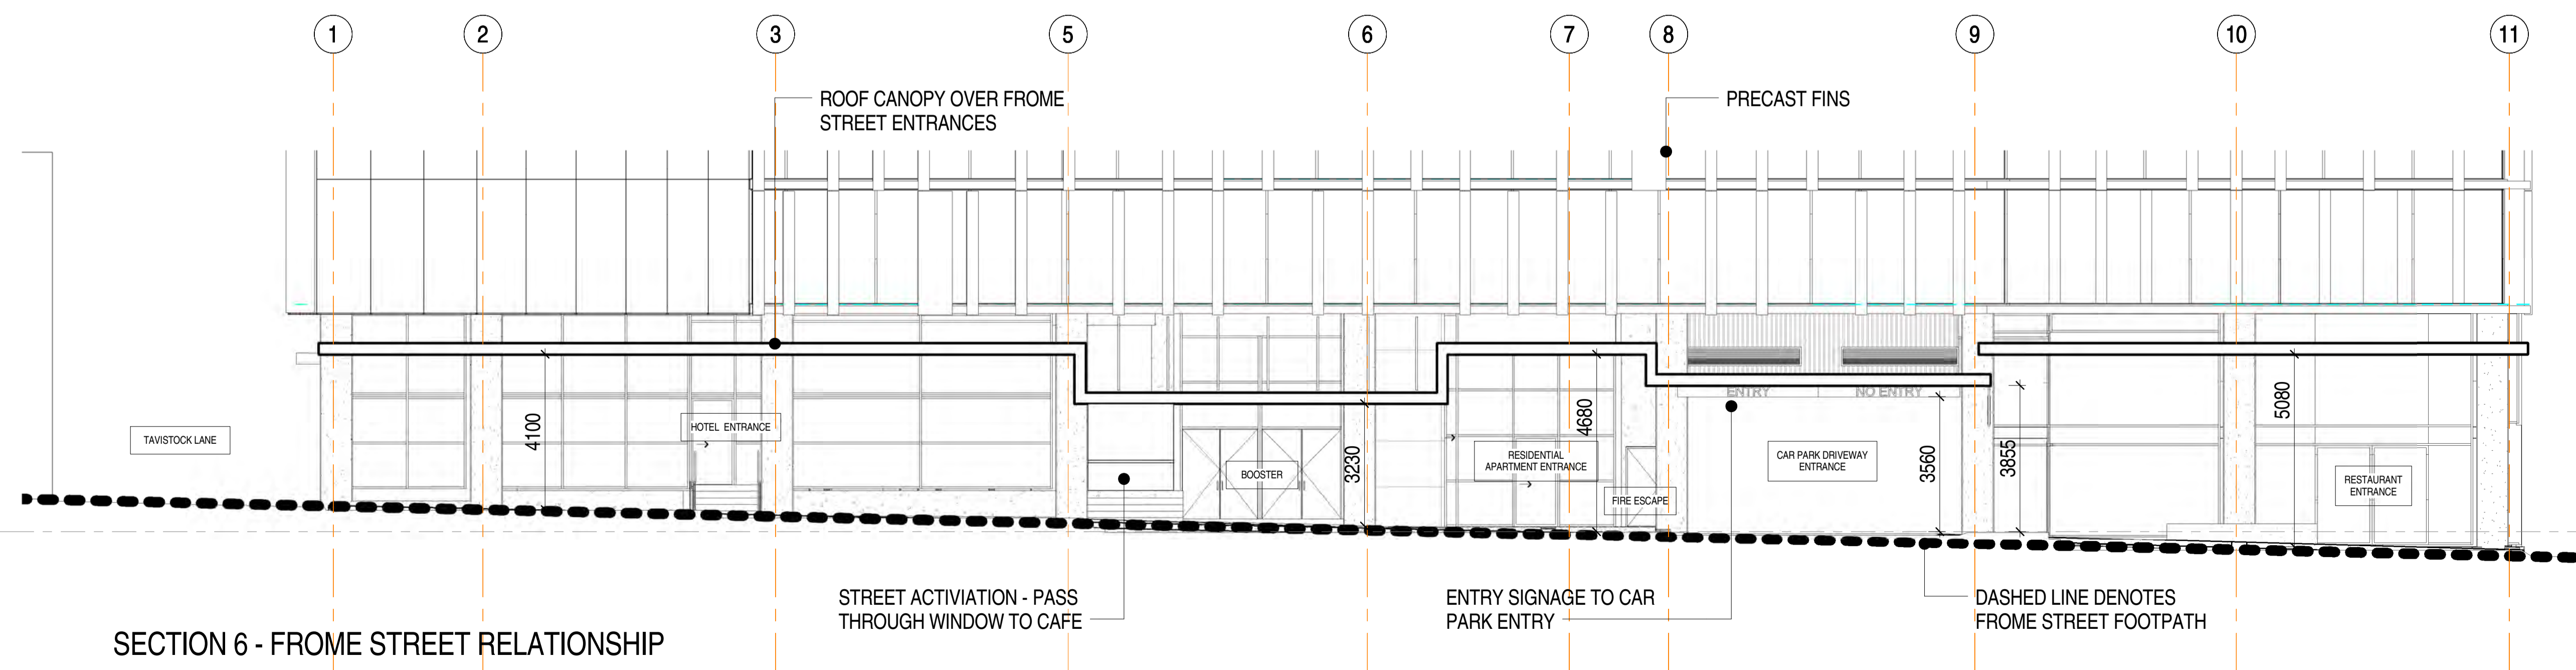 1 2 3 5 6 7 8 9 10 11
ROOF CANOPY OVER FROME
STREET ENTRANCES
PRECAST FINS
TAVISTOCK LANE
4100
HOTEL ENTRANCE
3230
BOOSTER
RESIDENTIAL
APARTMENT ENTRANCE
4680
FIRE ESCAPE
ENTRY
NO ENTRY
CAR PARK DRIVEWAY
ENTRANCE
3560
3855
5080
RESTAURANT
ENTRANCE
STREET ACTIVIATION - PASS
THROUGH WINDOW TO CAFE
ENTRY SIGNAGE TO CAR
PARK ENTRY
DASHED LINE DENOTES
FROME STREET FOOTPATH
SECTION 6 - FROME STREET RELATIONSHIP